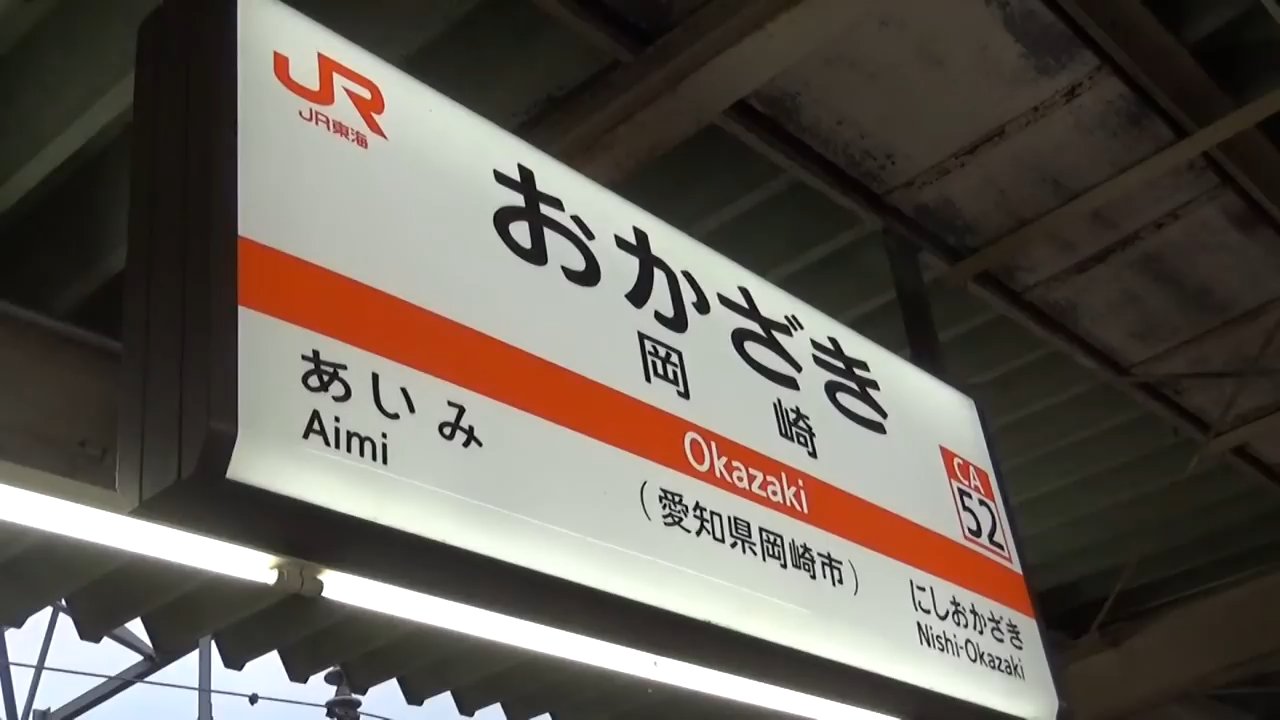 JR
JR東海
おかざき
岡崎
Okazaki
CA
52
あいみ
Aimi
(愛知県岡崎市)
にしおかざき
Nishi-Okazaki